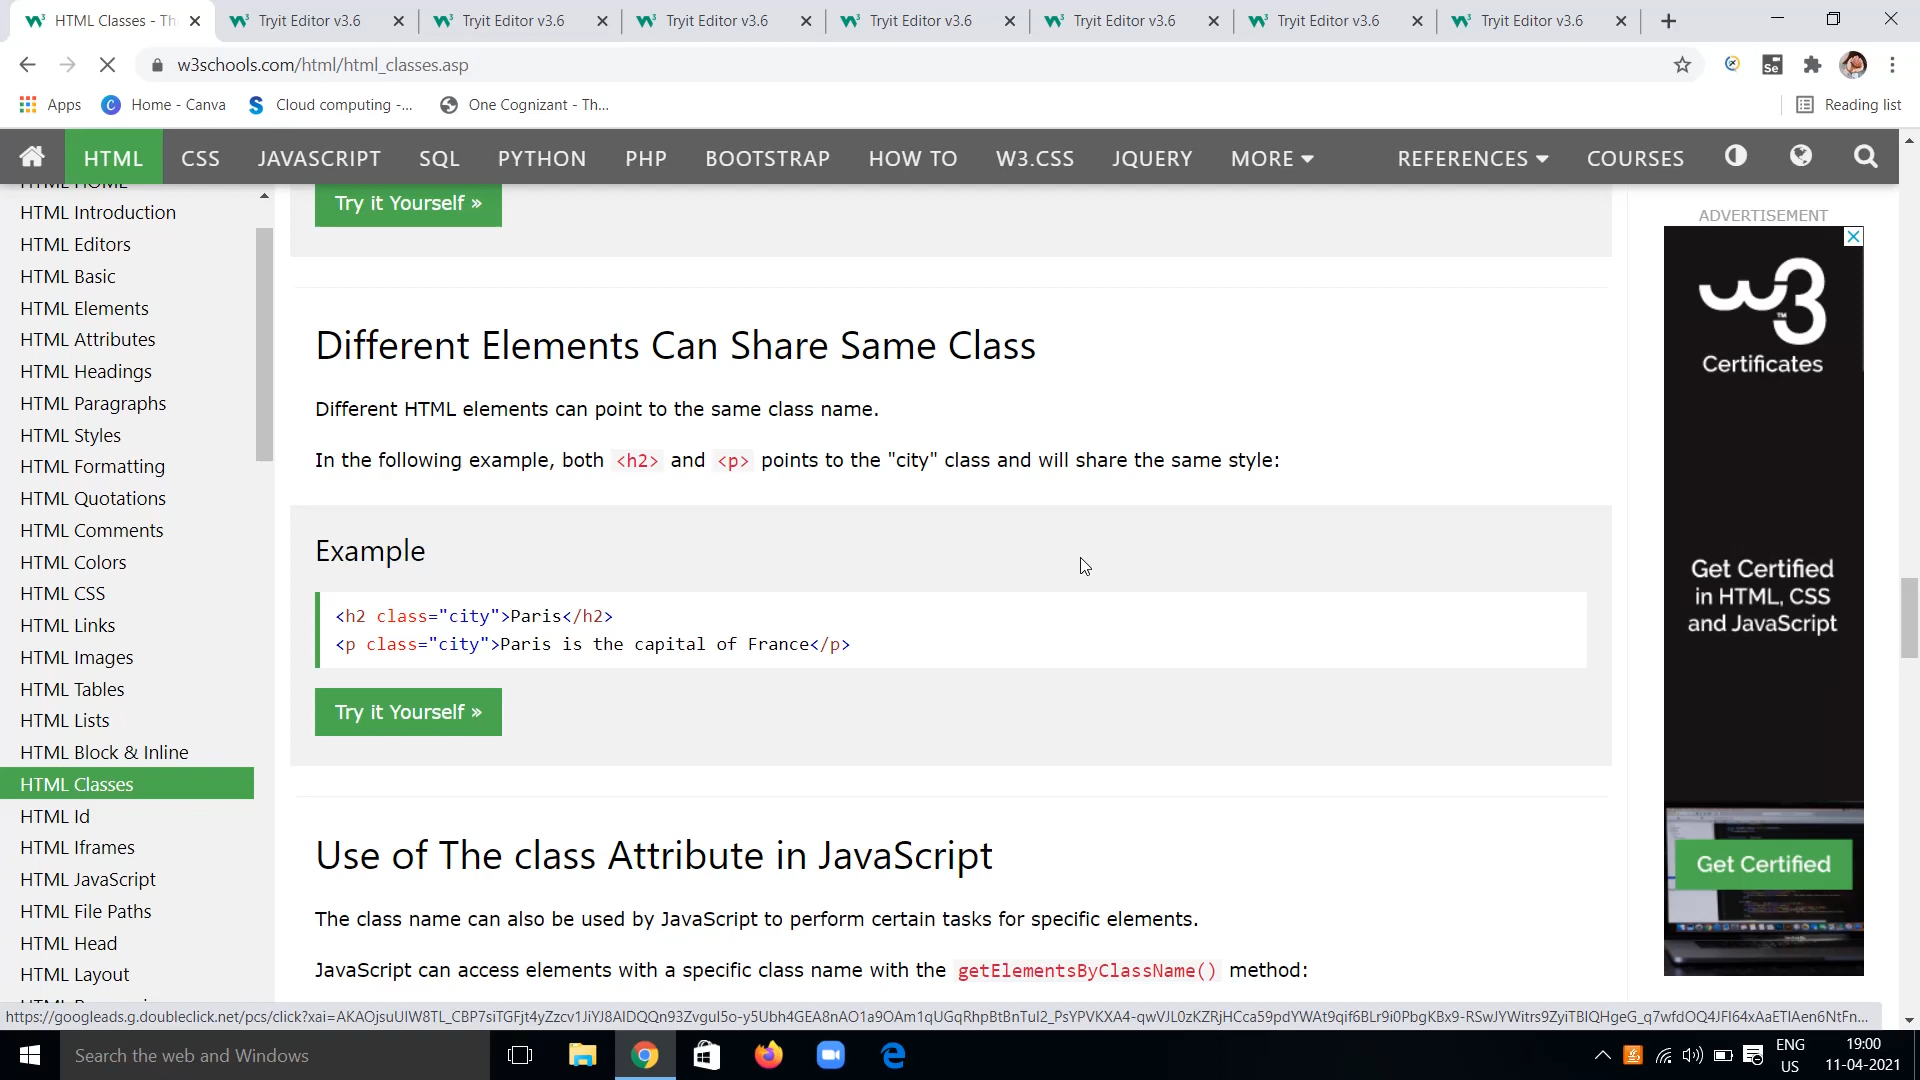 HTML Classes - Th
Tryit Editor v3.6
Tryit Editor v3.6
Tryit Editor v3.6
Tryit Editor v3.6
Tryit Editor v3.6
Tryit Editor v3.6
Tryit Editor v3.6
w3schools.com/html/html_classes.asp
Apps
Home - Canva
Cloud computing -...
One Cognizant - Th...
Reading list
HTML
CSS
JAVASCRIPT
SQL
PYTHON
PHP
BOOTSTRAP
HOW TO
W3.CSS
JQUERY
MORE
REFERENCES
COURSES
HTML HOME
HTML Introduction
HTML Editors
HTML Basic
HTML Elements
HTML Attributes
HTML Headings
HTML Paragraphs
HTML Styles
HTML Formatting
HTML Quotations
HTML Comments
HTML Colors
HTML CSS
HTML Links
HTML Images
HTML Tables
HTML Lists
HTML Block & Inline
HTML Classes
HTML Id
HTML Iframes
HTML JavaScript
HTML File Paths
HTML Head
HTML Layout
Try it Yourself »
Different Elements Can Share Same Class
Different HTML elements can point to the same class name.
In the following example, both <h2> and <p> points to the "city" class and will share the same style:
Example
<h2 class="city">Paris</h2>
<p class="city">Paris is the capital of France</p>
Try it Yourself »
Use of The class Attribute in JavaScript
The class name can also be used by JavaScript to perform certain tasks for specific elements.
JavaScript can access elements with a specific class name with the getElementsByClassName() method:
ADVERTISEMENT
w3
TM
Certificates
Get Certified
in HTML, CSS
and JavaScript
Get Certified
Search the web and Windows
Se
ENG
US
19:00
11-04-2021